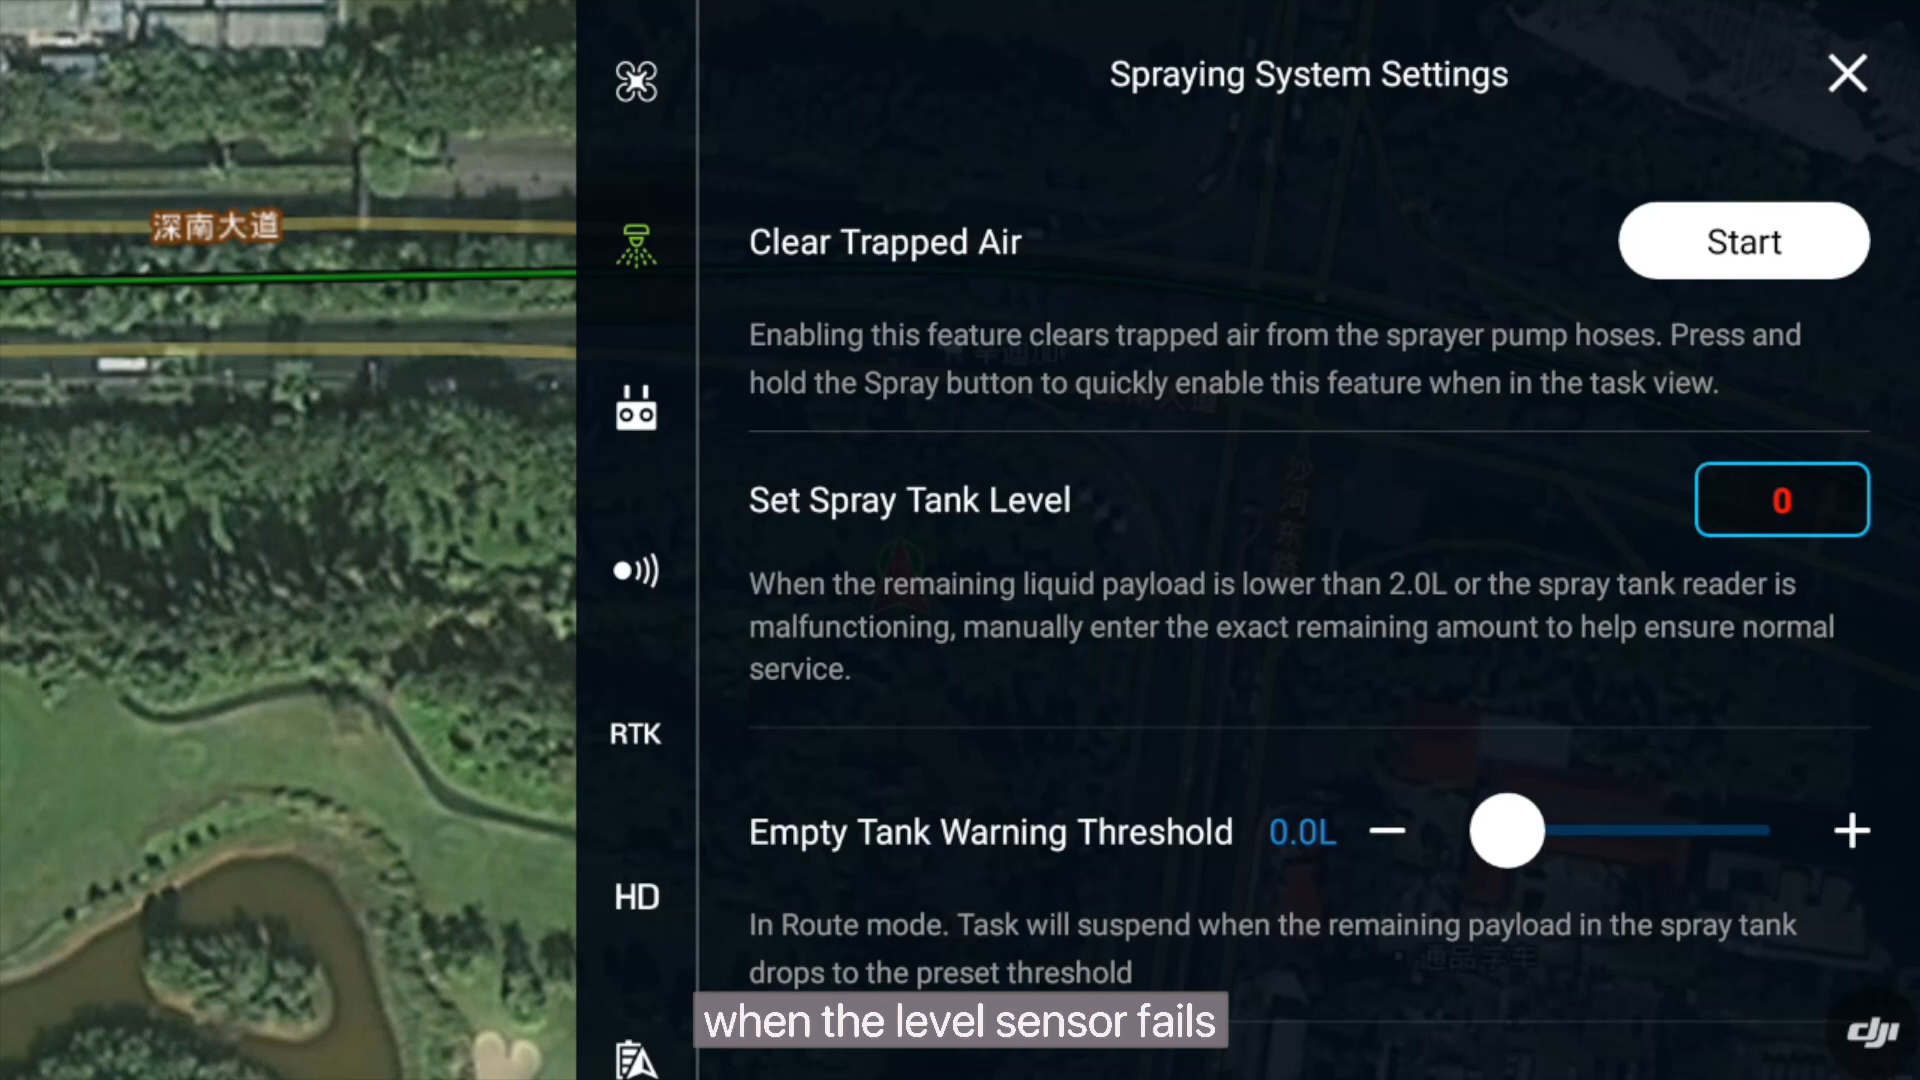 Spraying System Settings
深南大道
Clear Trapped Air
Start
Enabling this feature clears trapped air from the sprayer pump hoses. Press and
hold the Spray button to quickly enable this feature when in the task view.
Set Spray Tank Level
0
When the remaining liquid payload is lower than 2.0L or the spray tank reader is
malfunctioning, manually enter the exact remaining amount to help ensure normal
service.
RTK
Empty Tank Warning Threshold 0.0L
HD
In Route mode. Task will suspend when the remaining payload in the spray tank
drops to the preset threshold
when the level sensor fails
dji